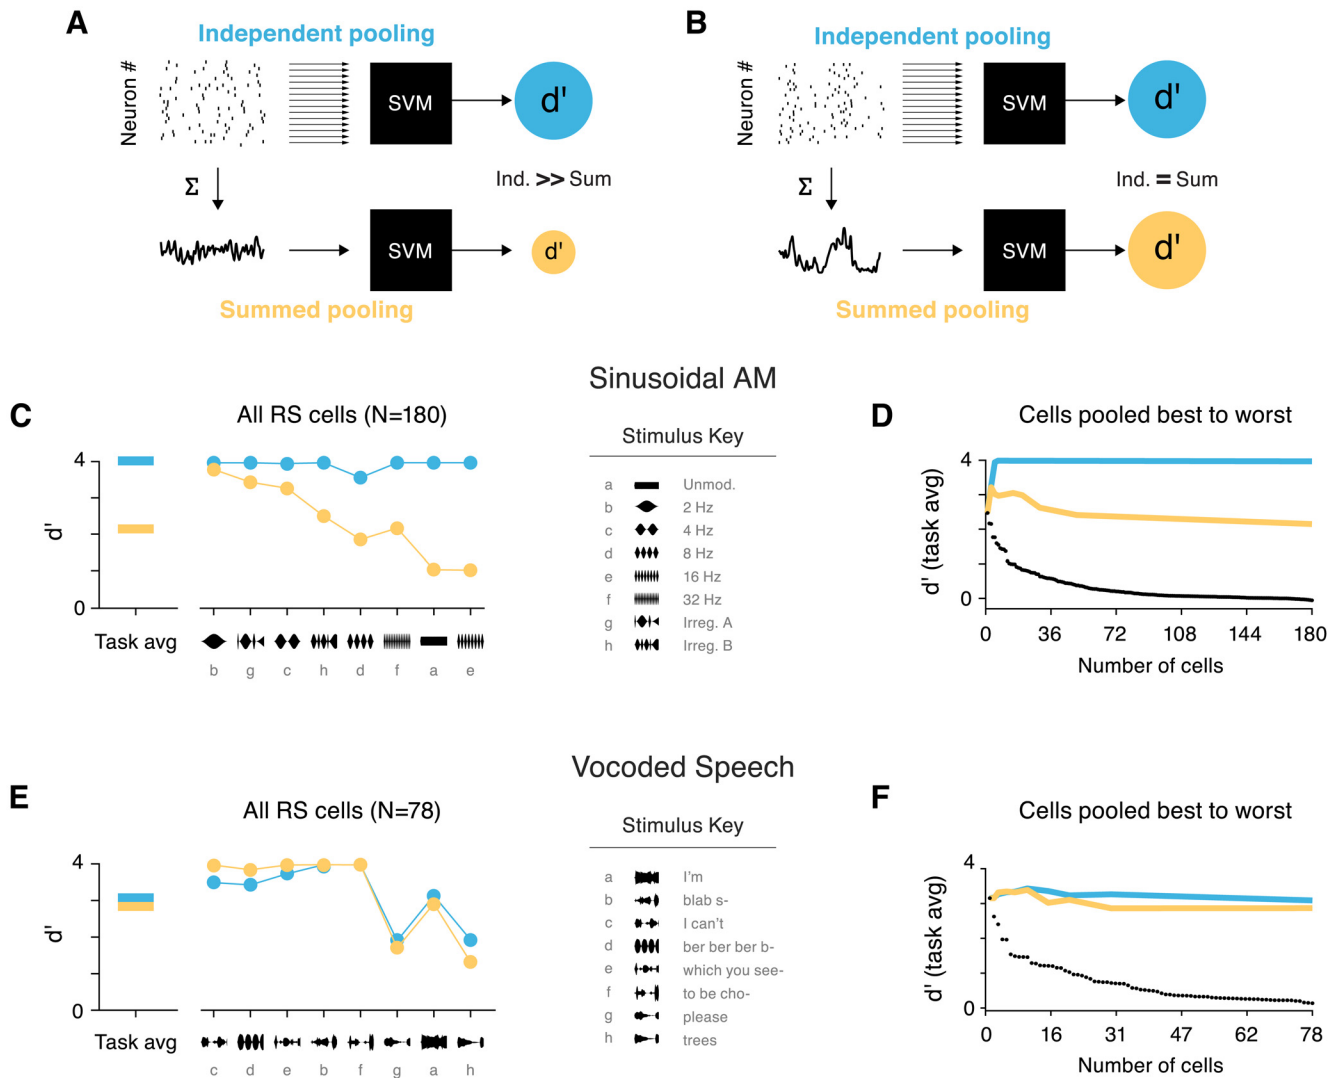 A
Independent pooling
Neuron #
SVM
d'
Σ
Ind. >> Sum
SVM
d'
Summed pooling
B
Independent pooling
Neuron #
SVM
d'
Σ
Ind. = Sum
SVM
d'
Summed pooling
Sinusoidal AM
C
All RS cells (N=180)
4
d'
0
Task avg
b g c h d f a e
Stimulus Key
a Unmod.
b 2 Hz
c 4 Hz
d 8 Hz
e 16 Hz
f 32 Hz
g Irreg. A
h Irreg. B
D
Cells pooled best to worst
4
d' (task avg)
0
0 36 72 108 144 180
Number of cells
Vocoded Speech
E
All RS cells (N=78)
4
d'
0
Task avg
c d e b f g a h
Stimulus Key
a I'm
b blab s-
c I can't
d ber ber ber b-
e which you see-
f to be cho-
g please
h trees
F
Cells pooled best to worst
4
d' (task avg)
0
0 16 31 47 62 78
Number of cells